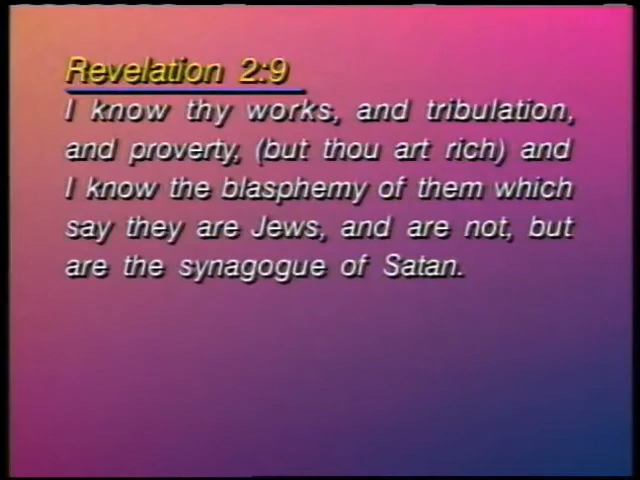 Revelation 2:9
I know thy works, and tribulation,
and proverty, (but thou art rich) and
I know the blasphemy of them which
say they are Jews, and are not, but
are the synagogue of Satan.